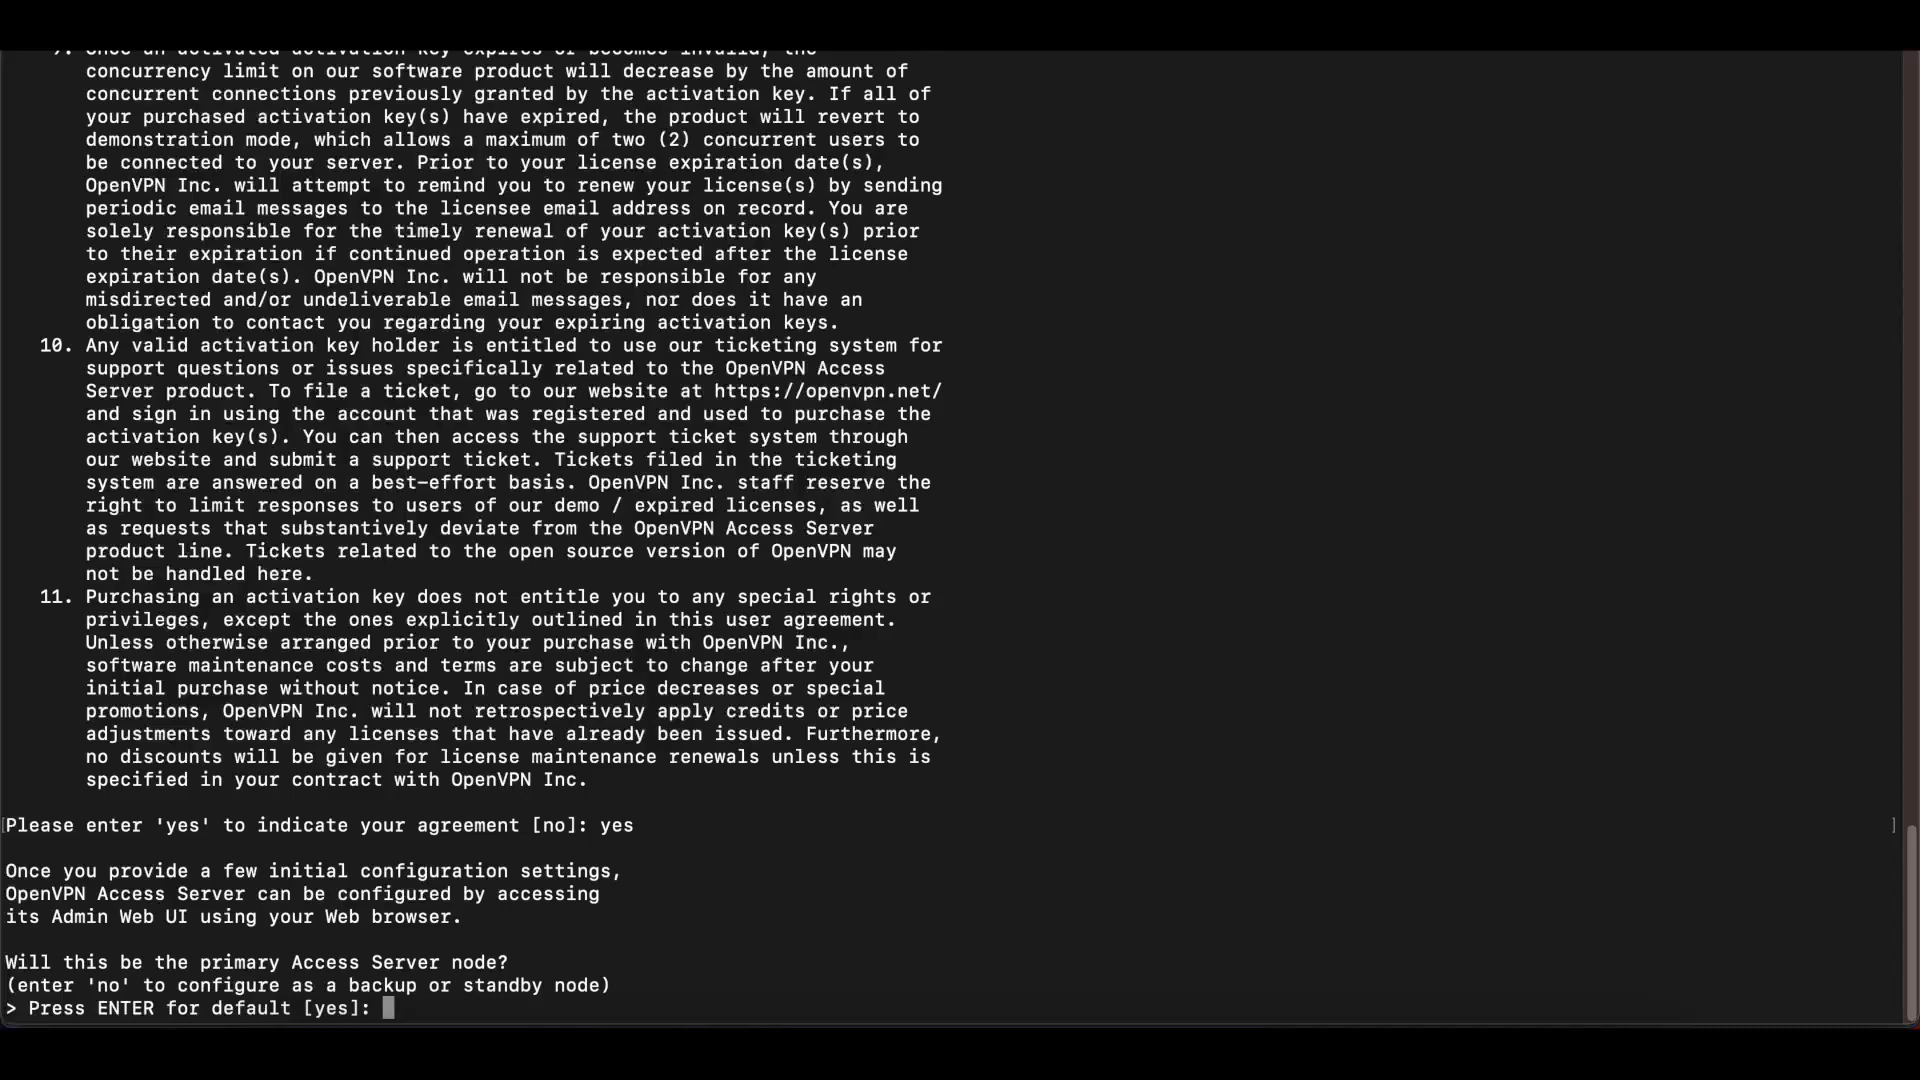 9. Once an activated activation key expires or becomes invalid, the
concurrency limit on our software product will decrease by the amount of
concurrent connections previously granted by the activation key. If all of
your purchased activation key(s) have expired, the product will revert to
demonstration mode, which allows a maximum of two (2) concurrent users to
be connected to your server. Prior to your license expiration date(s),
OpenVPN Inc. will attempt to remind you to renew your license(s) by sending
periodic email messages to the licensee email address on record. You are
solely responsible for the timely renewal of your activation key(s) prior
to their expiration if continued operation is expected after the license
expiration date(s). OpenVPN Inc. will not be responsible for any
misdirected and/or undeliverable email messages, nor does it have an
obligation to contact you regarding your expiring activation keys.
10. Any valid activation key holder is entitled to use our ticketing system for
support questions or issues specifically related to the OpenVPN Access
Server product. To file a ticket, go to our website at https://openvpn.net/
and sign in using the account that was registered and used to purchase the
activation key(s). You can then access the support ticket system through
our website and submit a support ticket. Tickets filed in the ticketing
system are answered on a best-effort basis. OpenVPN Inc. staff reserve the
right to limit responses to users of our demo / expired licenses, as well
as requests that substantively deviate from the OpenVPN Access Server
product line. Tickets related to the open source version of OpenVPN may
not be handled here.
11. Purchasing an activation key does not entitle you to any special rights or
privileges, except the ones explicitly outlined in this user agreement.
Unless otherwise arranged prior to your purchase with OpenVPN Inc.,
software maintenance costs and terms are subject to change after your
initial purchase without notice. In case of price decreases or special
promotions, OpenVPN Inc. will not retrospectively apply credits or price
adjustments toward any licenses that have already been issued. Furthermore,
no discounts will be given for license maintenance renewals unless this is
specified in your contract with OpenVPN Inc.
[Please enter 'yes' to indicate your agreement [no]: yes ]
Once you provide a few initial configuration settings,
OpenVPN Access Server can be configured by accessing
its Admin Web UI using your Web browser.
Will this be the primary Access Server node?
(enter 'no' to configure as a backup or standby node)
> Press ENTER for default [yes]: